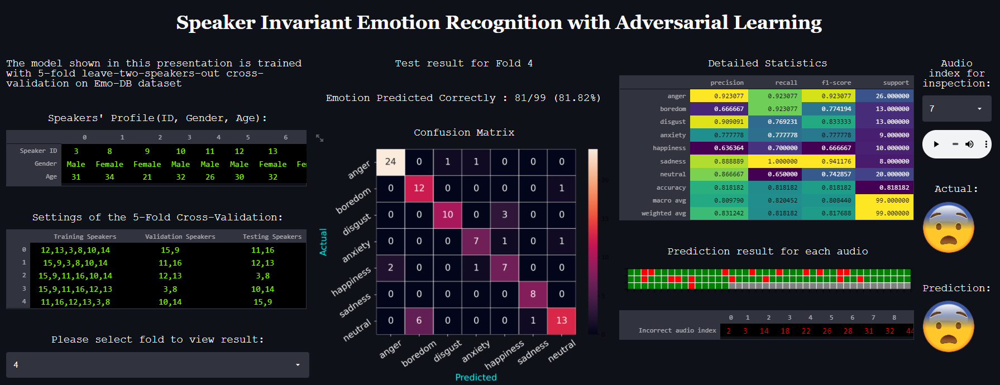 Speaker Invariant Emotion Recognition with Adversarial Learning
The model shown in this presentation is trained
with 5-fold leave-two-speakers-out cross-
validation on Emo-DB dataset
Speakers' Profile(ID, Gender, Age):
0 1 2 3 4 5 6
Speaker ID 3 8 9 10 11 12 13
Gender Male Female Female Male Male Male Female
Age 31 34 21 32 26 30 32
Settings of the 5-Fold Cross-Validation:
Training Speakers Validation Speakers Testing Speakers
0 12,13,3,8,10,14 15,9 11,16
1 15,9,3,8,10,14 11,16 12,13
2 15,9,11,16,10,14 12,13 3,8
3 15,9,11,16,12,13 3,8 10,14
4 11,16,12,13,3,8 10,14 15,9
Please select fold to view result:
4
Test result for Fold 4
Emotion Predicted Correctly : 81/99 (81.82%)
Confusion Matrix
Actual
anger 24 0 1 1 0 0 0
boredom 0 12 0 0 0 0 1
disgust 0 0 10 0 3 0 0
anxiety 0 0 0 7 1 0 1
happiness 2 0 0 1 7 0 0
sadness 0 0 0 0 0 8 0
neutral 0 6 0 0 0 1 13
anger boredom disgust anxiety happiness sadness neutral
Predicted
20
15
10
5
0
Detailed Statistics
precision recall f1-score support
anger 0.923077 0.923077 0.923077 26.000000
boredom 0.666667 0.923077 0.774194 13.000000
disgust 0.909091 0.769231 0.833333 13.000000
anxiety 0.777778 0.777778 0.777778 9.000000
happiness 0.636364 0.700000 0.666667 10.000000
sadness 0.888889 1.000000 0.941176 8.000000
neutral 0.866667 0.650000 0.742857 20.000000
accuracy 0.818182 0.818182 0.818182 0.818182
macro avg 0.809790 0.820452 0.808440 99.000000
weighted avg 0.831242 0.818182 0.817688 99.000000
Prediction result for each audio
0 1 2 3 4 5 6 7 8
Incorrect audio index 2 3 14 18 22 26 28 31 32 44
Audio
index for
inspection:
7
Actual:
Prediction: